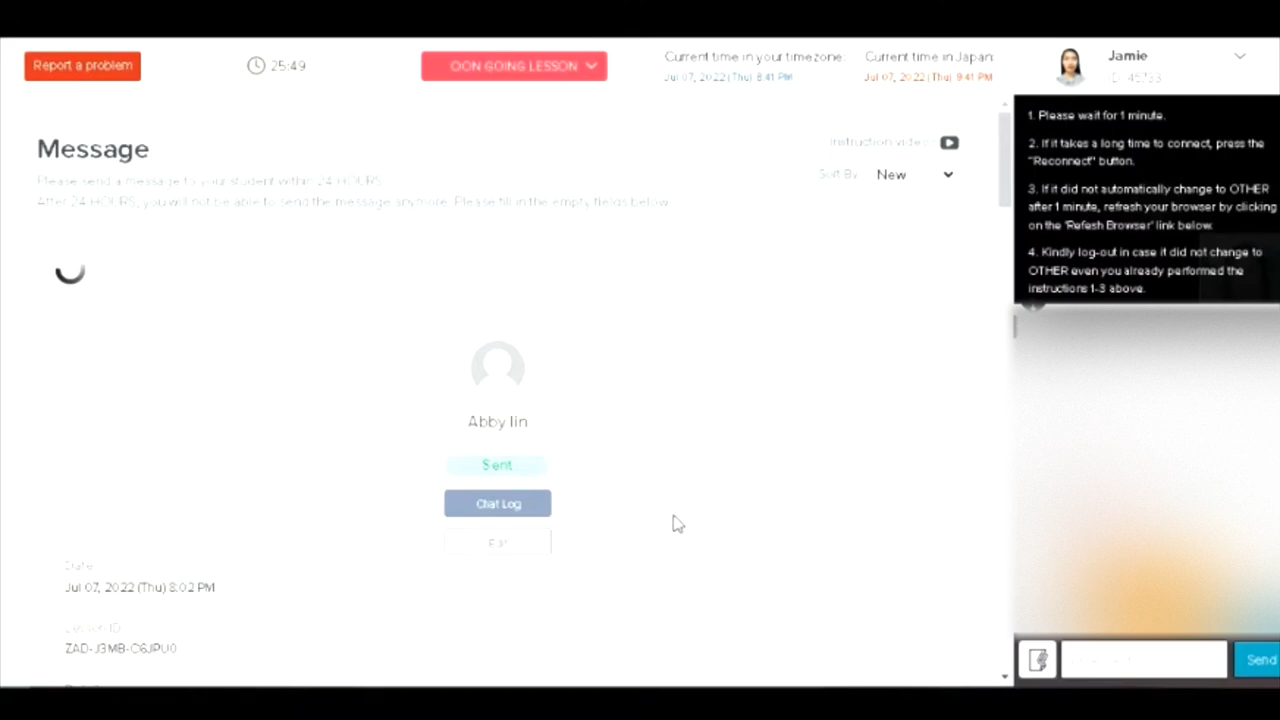 Report a problem
25:49
OON GOING LESSON
Current time in your timezone:
Jul 07, 2022 (Thu) 8:41 PM
Current time in Japan:
Jul 07, 2022 (Thu) 9:41 PM
Jamie
ID: 45733
Message
Instruction video
Please send a message to your student within 24 HOURS.
After 24 HOURS, you will not be able to send the message anymore. Please fill in the empty fields below.
Sort By
New
Abby lin
Sent
Chat Log
Edit
Date
Jul 07, 2022 (Thu) 8:02 PM
Lesson ID
ZAD-J3MB-C6JPU0
1. Please wait for 1 minute.
2. If it takes a long time to connect, press the
"Reconnect" button.
3. If it did not automatically change to OTHER
after 1 minute, refresh your browser by clicking
on the 'Refesh Browser' link below.
4. Kindly log-out in case it did not change to
OTHER even you already performed the
instructions 1-3 above.
Send